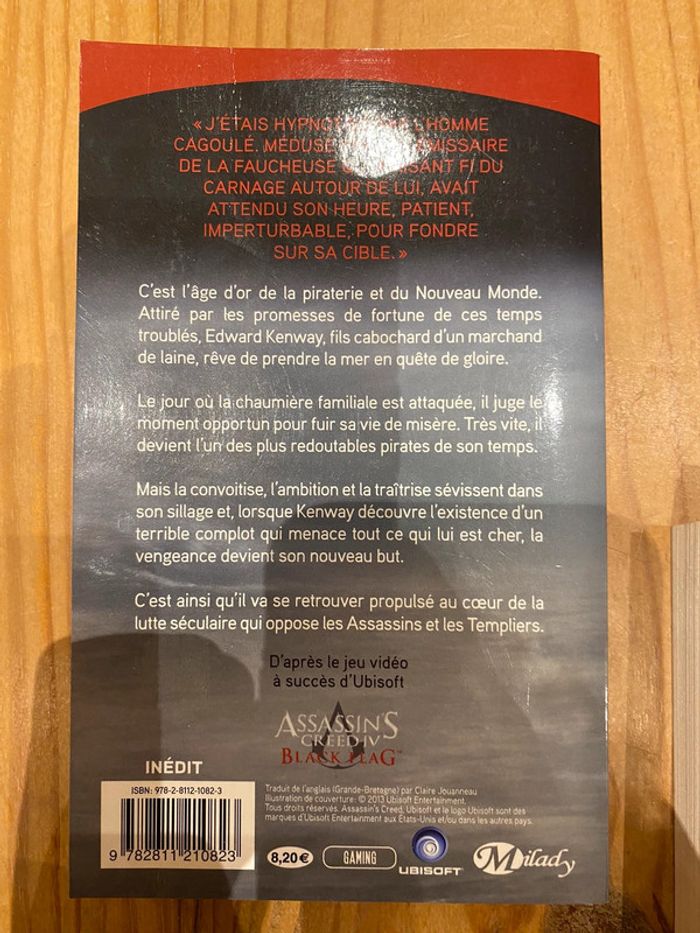 « J'ÉTAIS L'HOMME
CAGOULÉ.
DE LA FAUCHEUSE FI DU
CARNAGE AUTOUR DE LUI, AVAIT
ATTENDU SON HEURE, PATIENT,
IMPERTURBABLE, POUR FONDRE
SUR SA CIBLE. »
C'est l'âge d'or de la piraterie et du Nouveau Monde.
Attiré par les promesses de fortune de ces temps
troublés, Edward Kenway, fils cabochard d'un marchand
de laine, rêve de prendre la mer en quête de gloire.
Le jour où la chaumière familiale est attaquée, il juge le
moment opportun pour fuir sa vie de misère. Très vite, il
devient l'un des plus redoutables pirates de son temps.
Mais la convoitise, l'ambition et la traîtrise sévissent dans
son sillage et, lorsque Kenway découvre l'existence d'un
terrible complot qui menace tout ce qui lui est cher, la
vengeance devient son nouveau but.
C'est ainsi qu'il va se retrouver propulsé au cœur de la
lutte séculaire qui oppose les Assassins et les Templiers.
D'après le jeu vidéo
à succès d'Ubisoft
ASSASSIN'S
CREED IV
BLACK FLAG™
INÉDIT
ISBN: 978-2-8112-1082-3
9 782811 210823
Traduit de l'anglais (Grande-Bretagne) par Claire Jouanneau
Illustration de couverture : © 2013 Ubisoft Entertainment.
Tous droits réservés. Assassin's Creed, Ubisoft et le logo Ubisoft sont des
marques d'Ubisoft Entertainment aux États-Unis et/ou dans les autres pays.
8,20 €
GAMING
UBISOFT
Milady